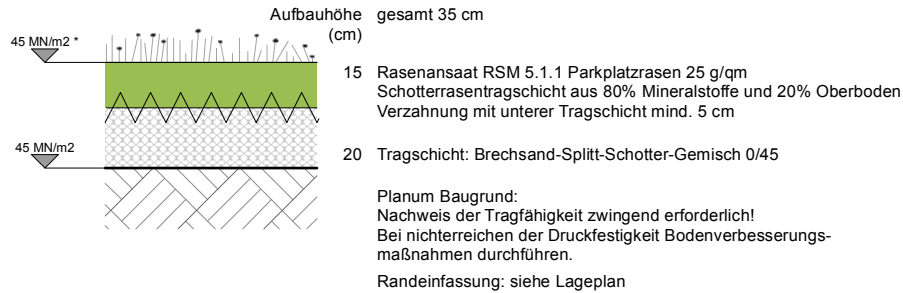 Aufbauhöhe gesamt 35 cm
(cm)
45 MN/m2 *
15 Rasenansaat RSM 5.1.1 Parkplatzrasen 25 g/qm
Schotterrasentragschicht aus 80% Mineralstoffe und 20% Oberboden
Verzahnung mit unterer Tragschicht mind. 5 cm
45 MN/m2
20 Tragschicht: Brechsand-Splitt-Schotter-Gemisch 0/45
Planum Baugrund:
Nachweis der Tragfähigkeit zwingend erforderlich!
Bei nichterreichen der Druckfestigkeit Bodenverbesserungs-
maßnahmen durchführen.
Randeinfassung: siehe Lageplan